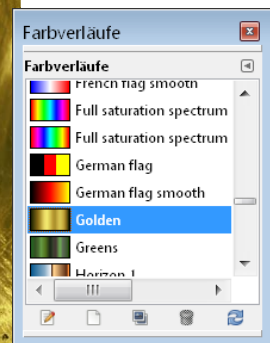 Farbverläufe
Farbverläufe
French flag smooth
Full saturation spectrum
Full saturation spectrum
German flag
German flag smooth
Golden
Greens
Horizon 1